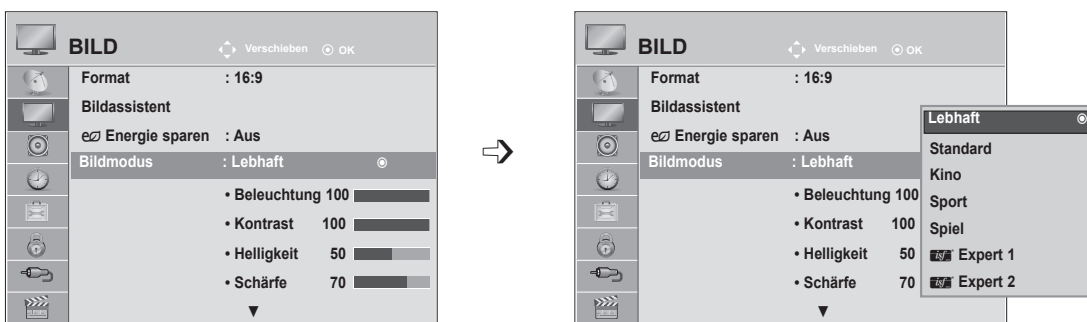 BILD Verschieben OK
Format : 16:9
Bildassistent
Energie sparen : Aus
Bildmodus : Lebhaft
• Beleuchtung 100
• Kontrast 100
• Helligkeit 50
• Schärfe 70
BILD Verschieben OK
Format : 16:9
Bildassistent
Energie sparen : Aus
Bildmodus : Lebhaft
• Beleuchtung 100
• Kontrast 100
• Helligkeit 50
• Schärfe 70
Lebhaft
Standard
Kino
Sport
Spiel
isf Expert 1
isf Expert 2